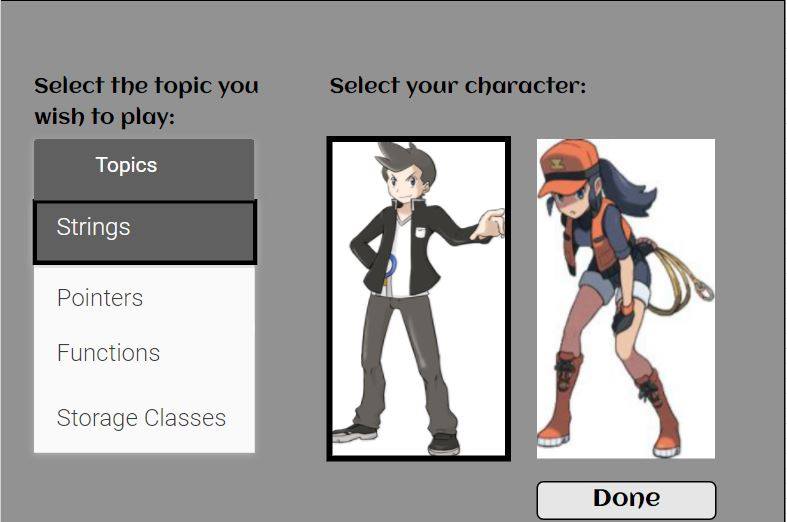 Select the topic you
wish to play:
Topics
Strings
Pointers
Functions
Storage Classes
Select your character:
Done